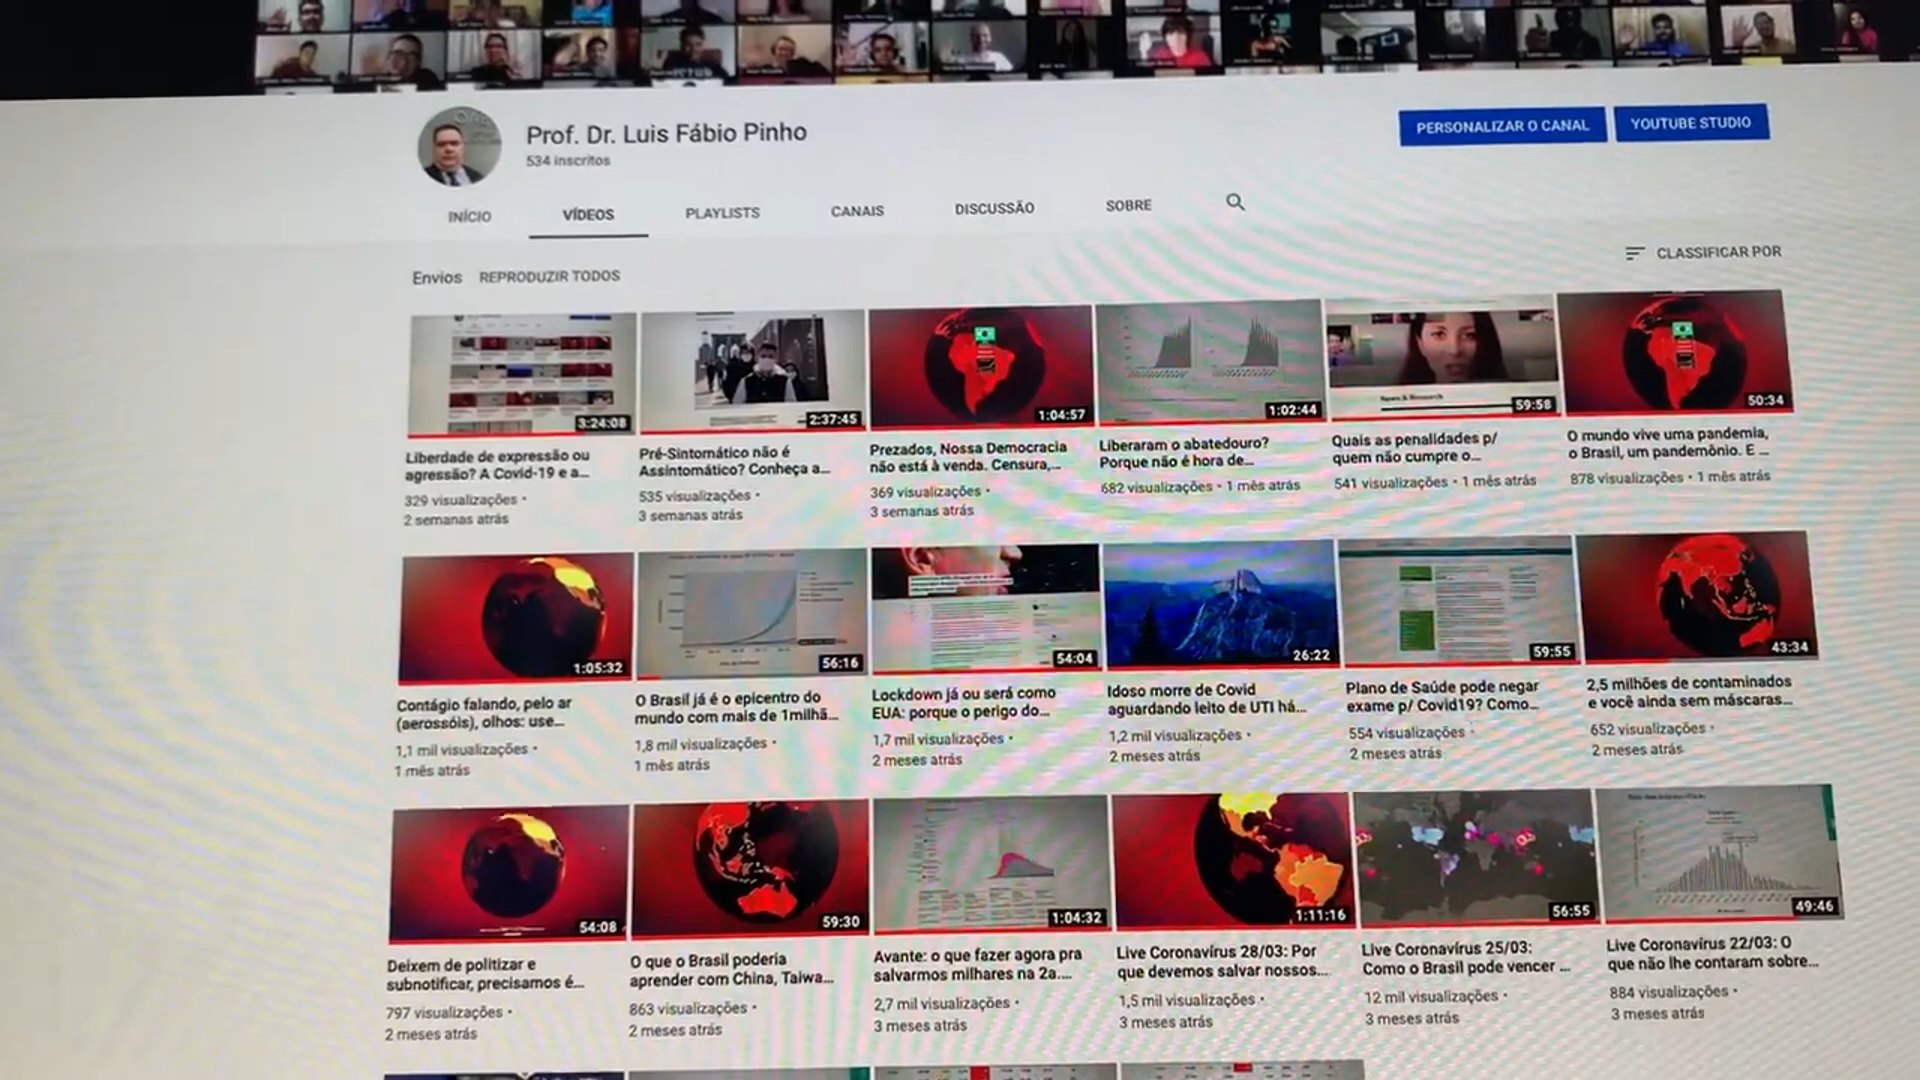 Prof. Dr. Luis Fábio Pinho
534 inscritos
PERSONALIZAR O CANAL
YOUTUBE STUDIO
INÍCIO
VÍDEOS
PLAYLISTS
CANAIS
DISCUSSÃO
SOBRE
Envios
REPRODUZIR TODOS
CLASSIFICAR POR
3:24:08
2:37:45
1:04:57
1:02:44
59:58
50:34
Liberdade de expressão ou
agressão? A Covid-19 e a...
329 visualizações •
2 semanas atrás
Pré-Sintomático não é
Assintomático? Conheça a...
535 visualizações •
3 semanas atrás
Prezados, Nossa Democracia
não está à venda. Censura,...
369 visualizações •
3 semanas atrás
Liberaram o abatedouro?
Porque não é hora de...
682 visualizações • 1 mês atrás
Quais as penalidades p/
quem não cumpre o...
541 visualizações • 1 mês atrás
O mundo vive uma pandemia,
o Brasil, um pandemônio. E ...
878 visualizações • 1 mês atrás
1:05:32
56:16
54:04
26:22
59:55
43:34
Contágio falando, pelo ar
(aerossóis), olhos: use...
1,1 mil visualizações •
1 mês atrás
O Brasil já é o epicentro do
mundo com mais de 1milhã...
1,8 mil visualizações •
1 mês atrás
Lockdown já ou será como
EUA: porque o perigo do...
1,7 mil visualizações •
2 meses atrás
Idoso morre de Covid
aguardando leito de UTI há...
1,2 mil visualizações •
2 meses atrás
Plano de Saúde pode negar
exame p/ Covid19? Como...
554 visualizações •
2 meses atrás
2,5 milhões de contaminados
e você ainda sem máscaras...
652 visualizações •
2 meses atrás
54:08
59:30
1:04:32
1:11:16
56:55
49:46
Deixem de politizar e
subnotificar, precisamos é...
797 visualizações •
2 meses atrás
O que o Brasil poderia
aprender com China, Taiwa...
863 visualizações •
2 meses atrás
Avante: o que fazer agora pra
salvarmos milhares na 2a....
2,7 mil visualizações •
3 meses atrás
Live Coronavírus 28/03: Por
que devemos salvar nossos...
1,5 mil visualizações •
3 meses atrás
Live Coronavírus 25/03:
Como o Brasil pode vencer ...
12 mil visualizações •
3 meses atrás
Live Coronavírus 22/03: O
que não lhe contaram sobre...
884 visualizações •
3 meses atrás